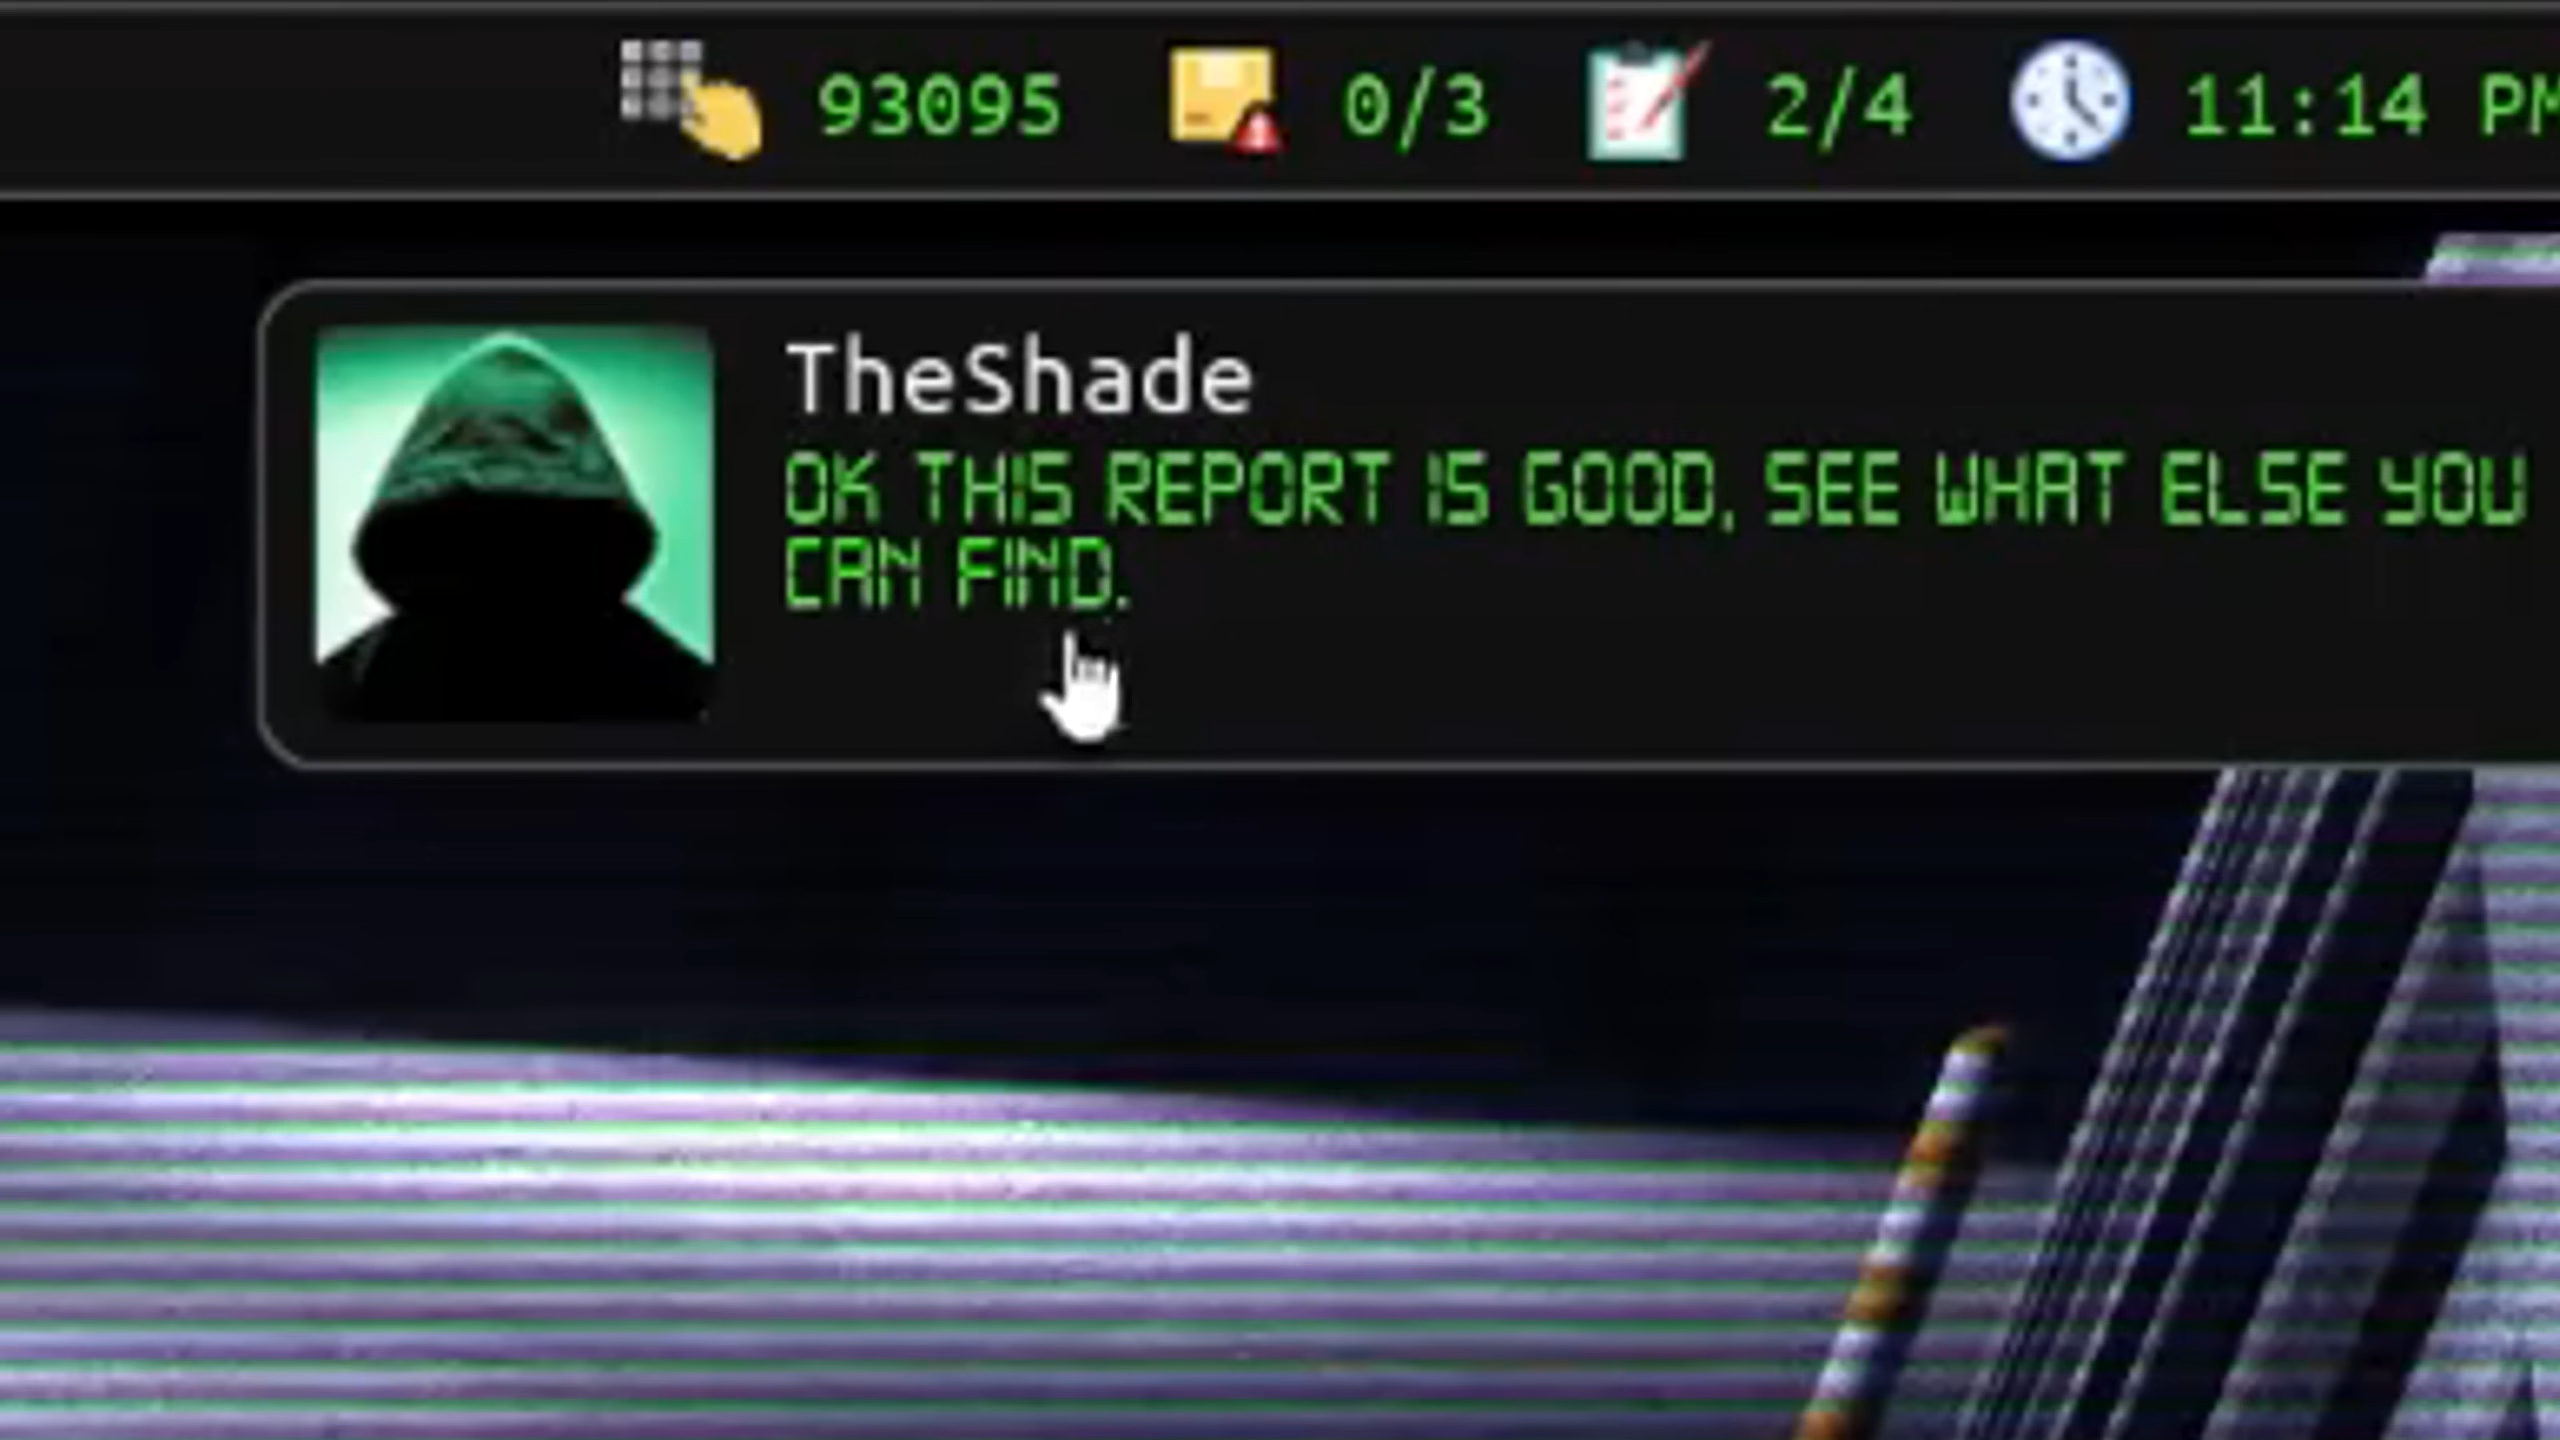 93095 0/3 2/4 11:14 PM
TheShade
OK THIS REPORT IS GOOD, SEE WHAT ELSE YOU
CAN FIND.